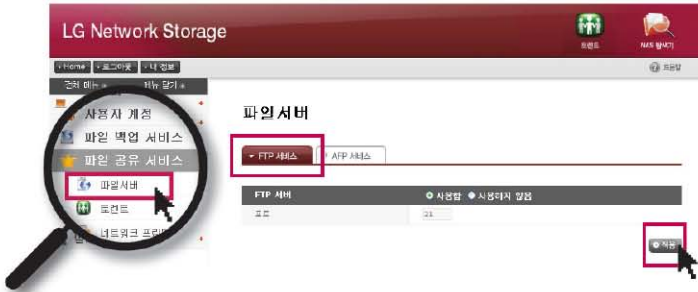 LG Network Storage
토렌트
NAS 탐색기
Home 로그아웃 내 정보
도움말
전체 메뉴 메뉴 닫기
사용자 계정
파일 백업 서비스
파일 공유 서비스
파일서버
토렌트
네트워크 프린
파일서버
FTP 서비스 AFP 서비스
FTP 서버 사용함 사용하지 않음
포트 21
적용